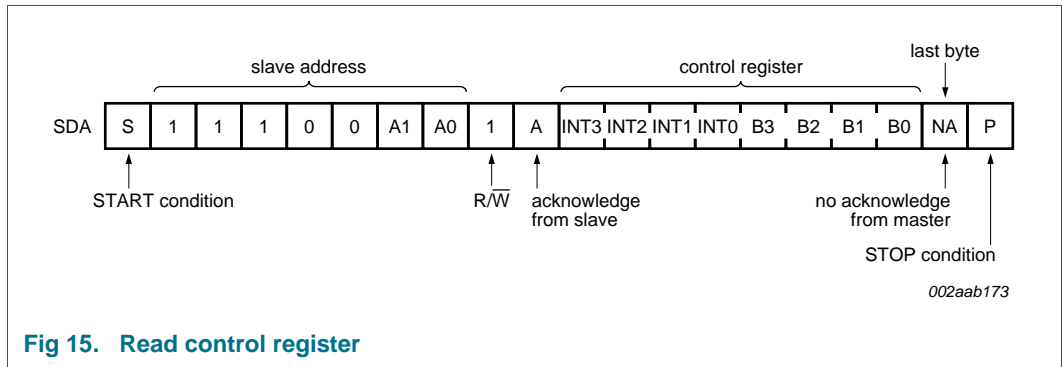 last byte
slave address control register
SDA S 1 1 1 0 0 A1 A0 1 A INT3 INT2 INT1 INT0 B3 B2 B1 B0 NA P
START condition R/W̅ acknowledge no acknowledge
from slave from master
STOP condition
002aab173
Fig 15. Read control register